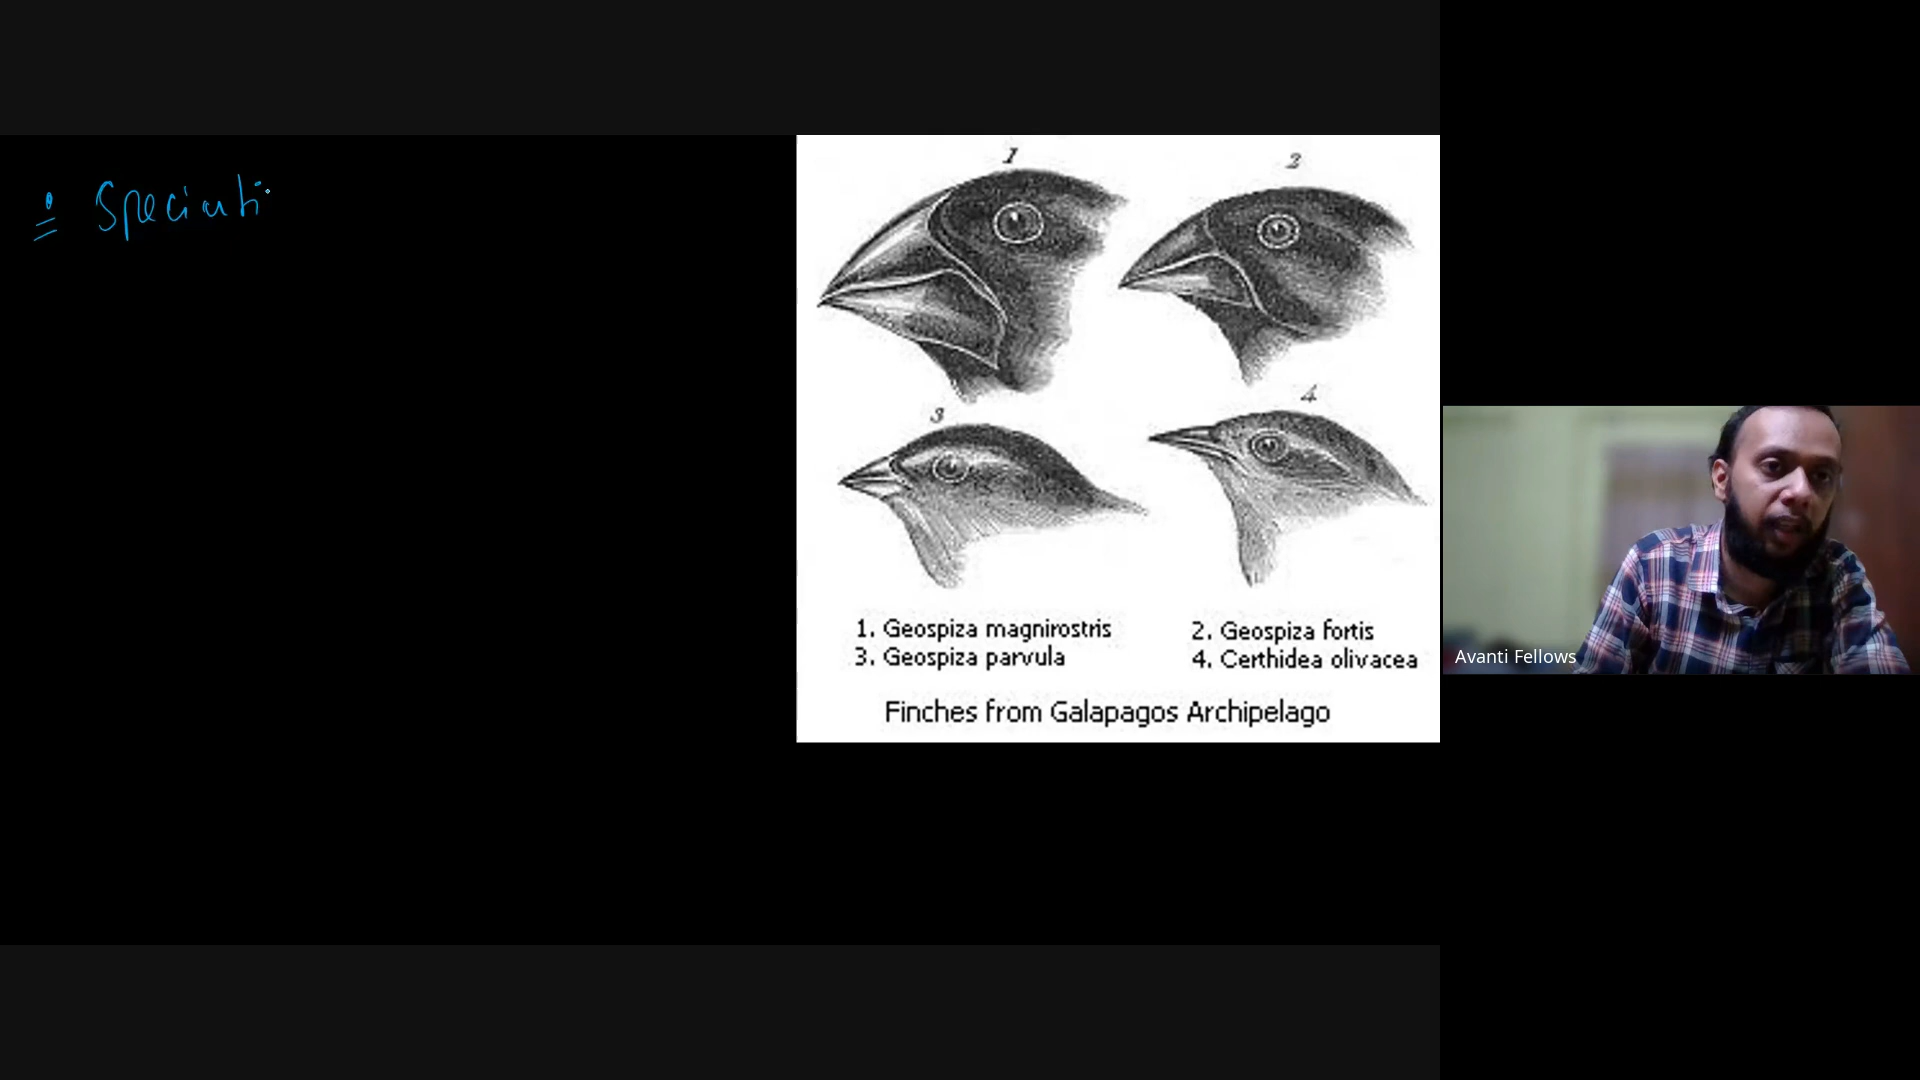 Speciati
1
2
3
4
1. Geospiza magnirostris
2. Geospiza fortis
3. Geospiza parvula
4. Certhidea olivacea
Finches from Galapagos Archipelago
Avanti Fellows